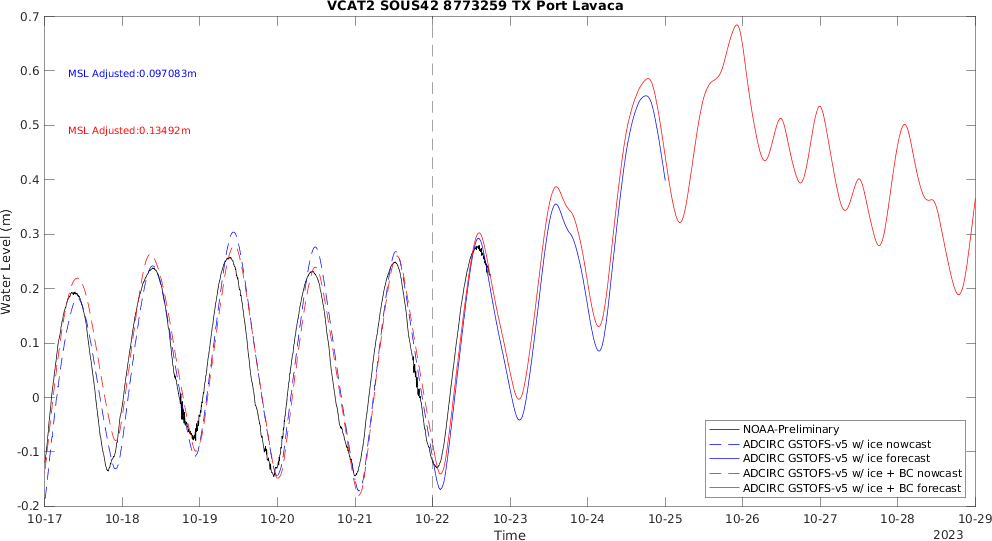 VCAT2 SOUS42 8773259 TX Port Lavaca
0.7
0.6
0.5
0.4
0.3
0.2
0.1
0
-0.1
-0.2
Water Level (m)
MSL Adjusted:0.097083m
MSL Adjusted:0.13492m
NOAA-Preliminary
ADCIRC GSTOFS-v5 w/ ice nowcast
ADCIRC GSTOFS-v5 w/ ice forecast
ADCIRC GSTOFS-v5 w/ ice + BC nowcast
ADCIRC GSTOFS-v5 w/ ice + BC forecast
10-17 10-18 10-19 10-20 10-21 10-22 10-23 10-24 10-25 10-26 10-27 10-28 10-29
Time
2023